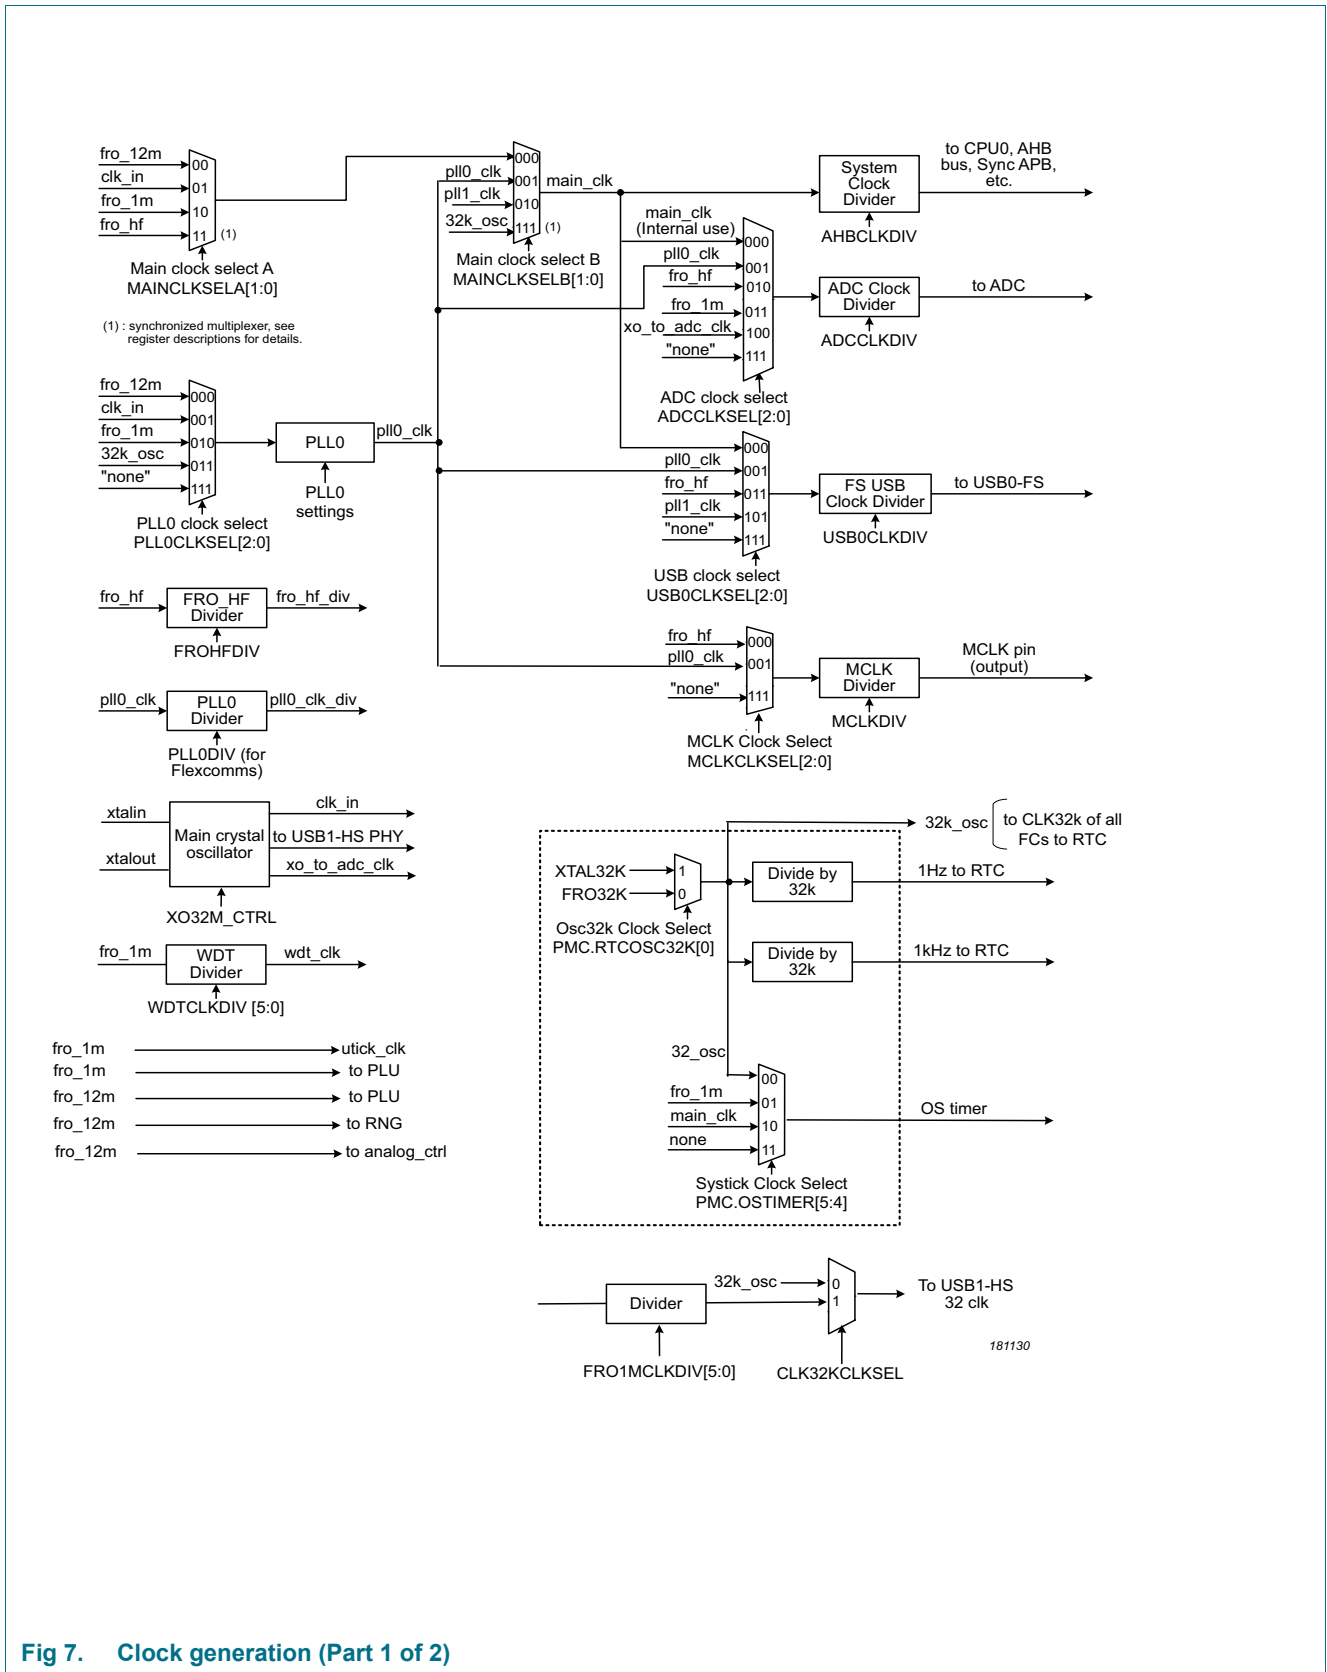 fro_12m
clk_in
fro_1m
fro_hf
00
01
10
11
(1)
Main clock select A
MAINCLKSELA[1:0]
(1) : synchronized multiplexer, see
register descriptions for details.
pll0_clk
pll1_clk
32k_osc
000
001
010
111
(1)
Main clock select B
MAINCLKSELB[1:0]
main_clk
System
Clock
Divider
AHBCLKDIV
to CPU0, AHB
bus, Sync APB,
etc.
main_clk
(Internal use)
pll0_clk
fro_hf
fro_1m
xo_to_adc_clk
"none"
000
001
010
011
100
111
ADC clock select
ADCCLKSEL[2:0]
ADC Clock
Divider
ADCCLKDIV
to ADC
fro_12m
clk_in
fro_1m
32k_osc
"none"
000
001
010
011
111
PLL0 clock select
PLL0CLKSEL[2:0]
PLL0
PLL0
settings
pll0_clk
pll0_clk
fro_hf
pll1_clk
"none"
000
001
011
101
111
USB clock select
USB0CLKSEL[2:0]
FS USB
Clock Divider
USB0CLKDIV
to USB0-FS
fro_hf
FRO_HF
Divider
fro_hf_div
FROHFDIV
fro_hf
pll0_clk
"none"
000
001
111
MCLK Clock Select
MCLKCLKSEL[2:0]
MCLK
Divider
MCLKDIV
MCLK pin
(output)
pll0_clk
PLL0
Divider
pll0_clk_div
PLL0DIV (for
Flexcomms)
xtalin
xtalout
Main crystal
oscillator
clk_in
to USB1-HS PHY
xo_to_adc_clk
XO32M_CTRL
fro_1m
WDT
Divider
wdt_clk
WDTCLKDIV [5:0]
fro_1m
utick_clk
fro_1m
to PLU
fro_12m
to PLU
fro_12m
to RNG
fro_12m
to analog_ctrl
XTAL32K
FRO32K
1
0
Osc32k Clock Select
PMC.RTCOSC32K[0]
32k_osc
to CLK32k of all
FCs to RTC
Divide by
32k
1Hz to RTC
Divide by
32k
1kHz to RTC
32_osc
fro_1m
main_clk
none
00
01
10
11
Systick Clock Select
PMC.OSTIMER[5:4]
OS timer
Divider
FRO1MCLKDIV[5:0]
32k_osc
0
1
CLK32KCLKSEL
To USB1-HS
32 clk
181130
Fig 7. Clock generation (Part 1 of 2)